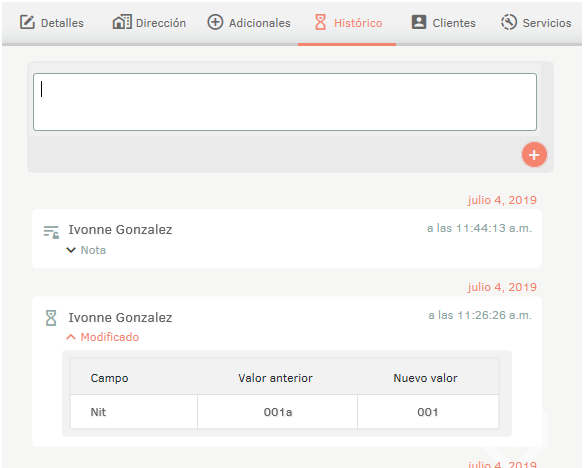 Detalles Dirección Adicionales Histórico Clientes Servicios
julio 4, 2019
Ivonne Gonzalez a las 11:44:13 a.m.
Nota
julio 4, 2019
Ivonne Gonzalez a las 11:26:26 a.m.
Modificado
Campo Valor anterior Nuevo valor
Nit 001a 001
julio 4, 2019